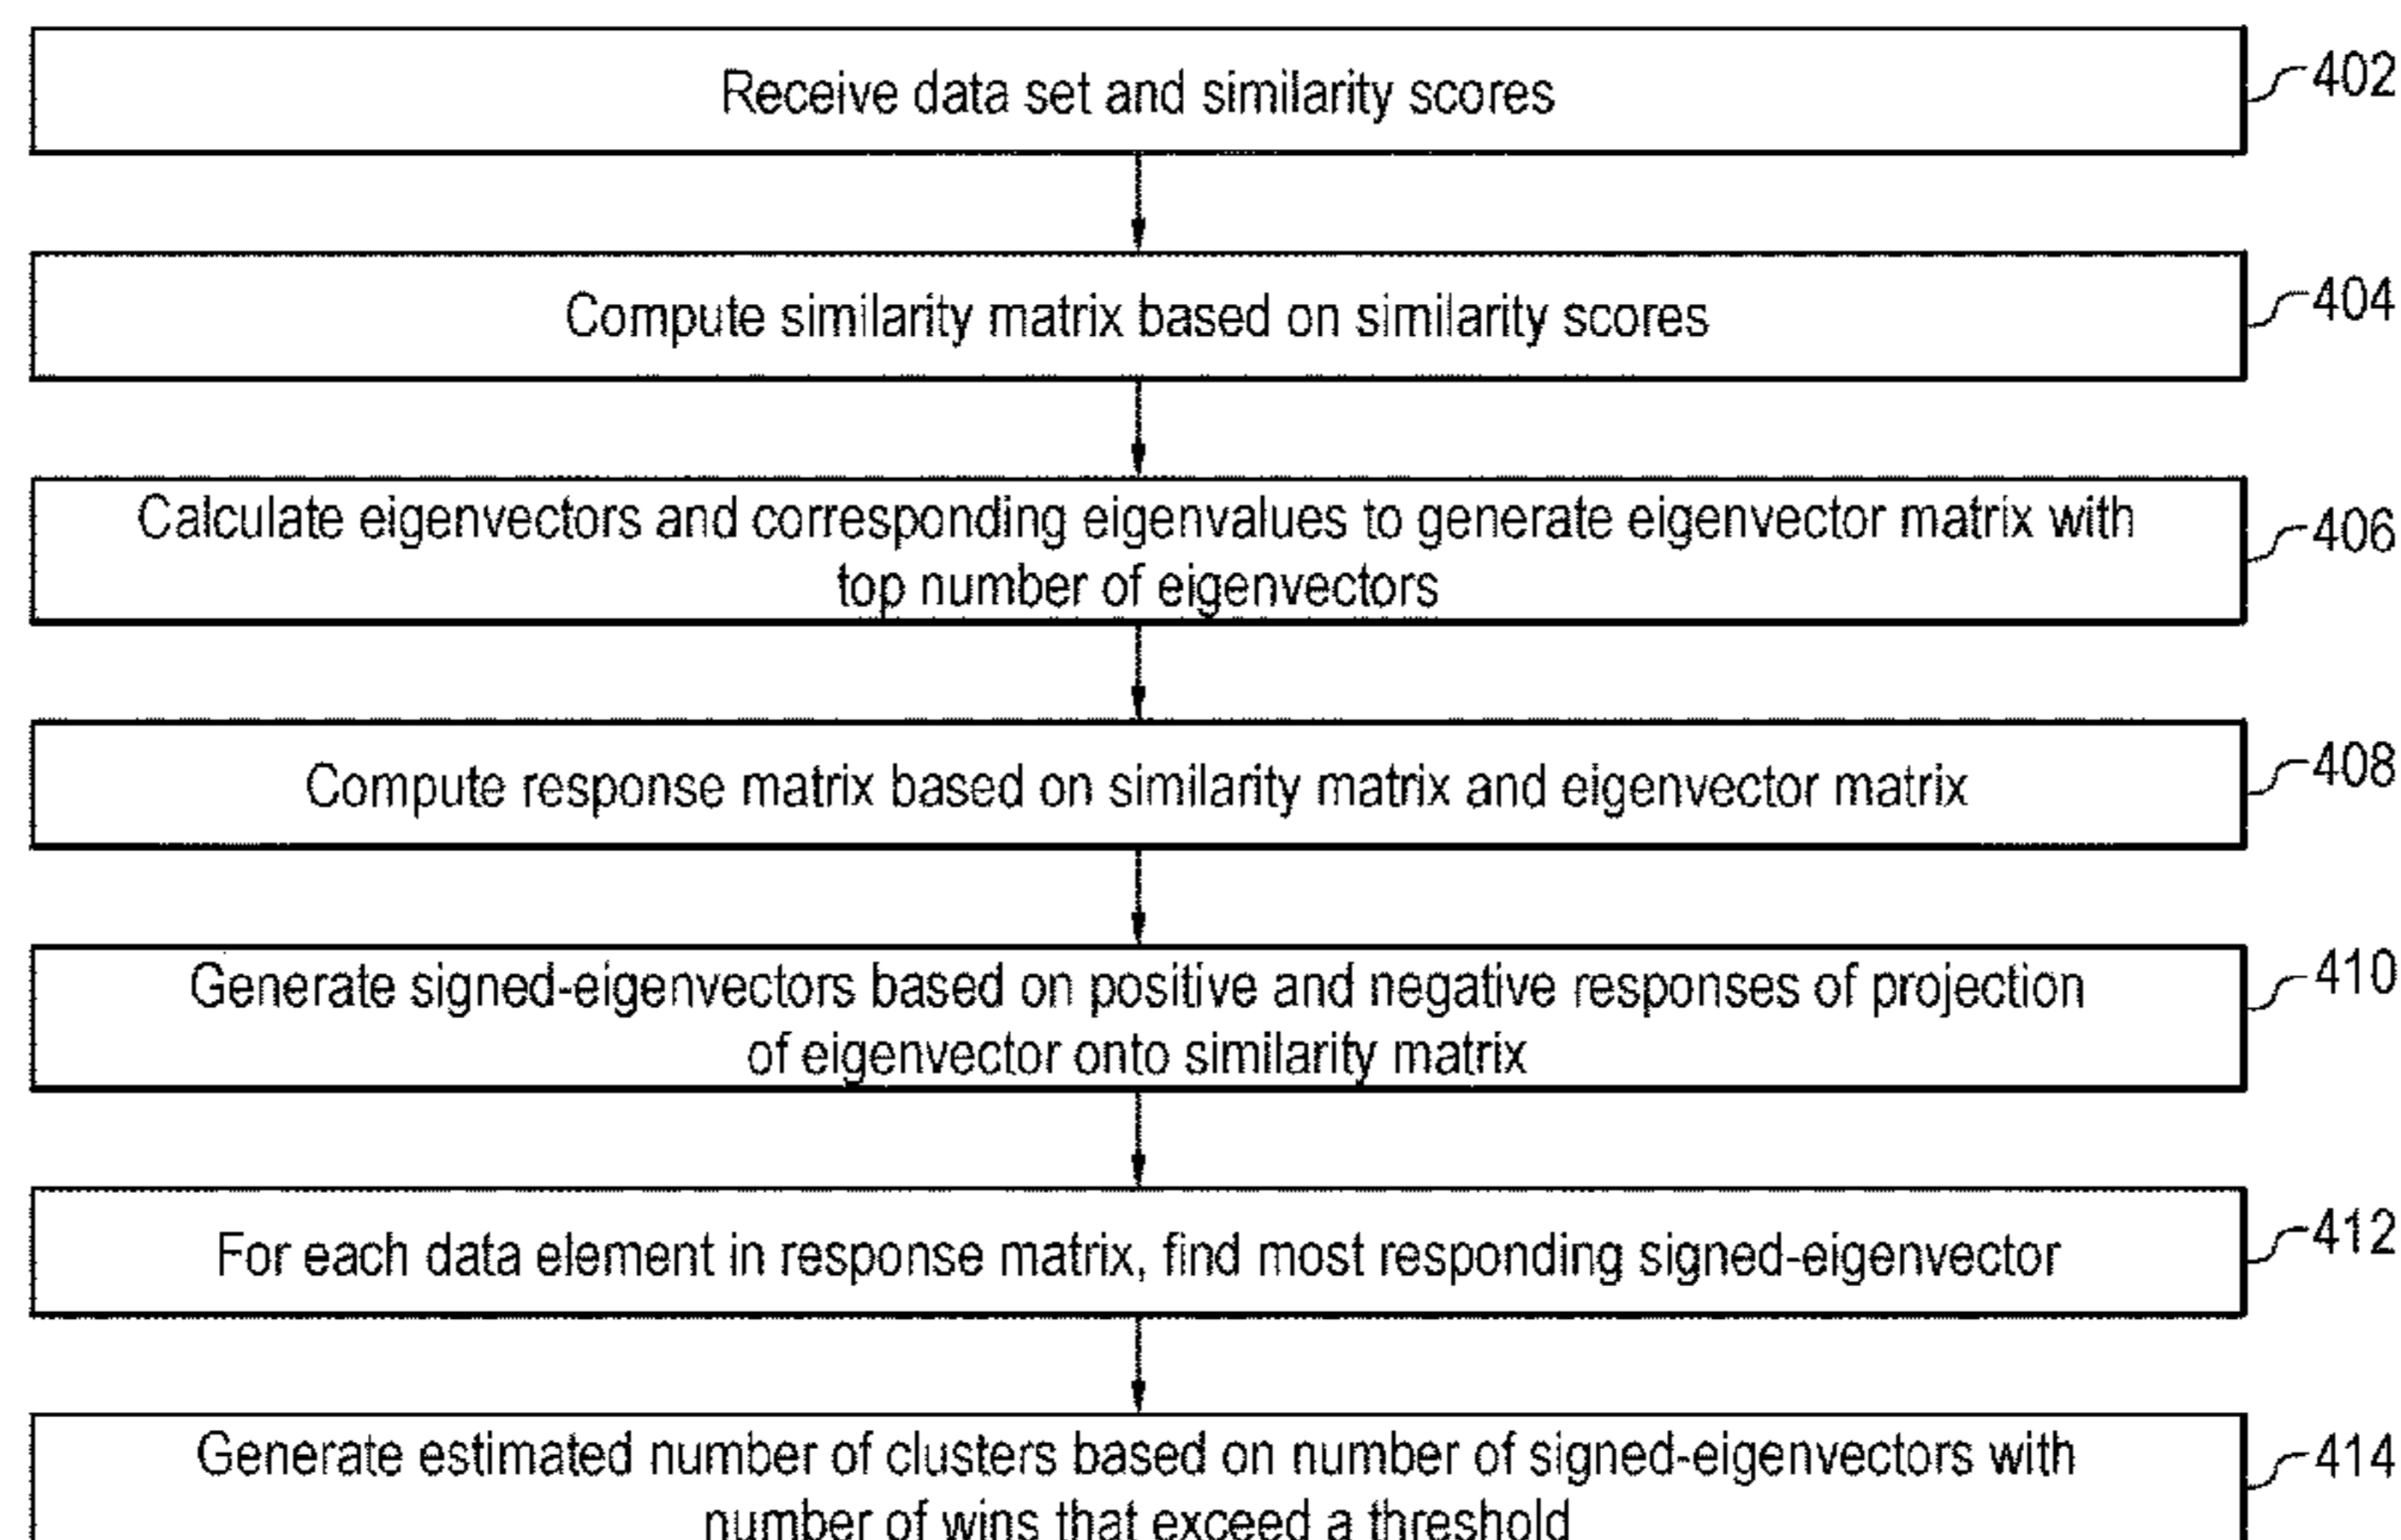 Receive data set and similarity scores
402
Compute similarity matrix based on similarity scores
404
Calculate eigenvectors and corresponding eigenvalues to generate eigenvector matrix with
top number of eigenvectors
406
Compute response matrix based on similarity matrix and eigenvector matrix
408
Generate signed-eigenvectors based on positive and negative responses of projection
of eigenvector onto similarity matrix
410
For each data element in response matrix, find most responding signed-eigenvector
412
Generate estimated number of clusters based on number of signed-eigenvectors with
number of wins that exceed a threshold
414